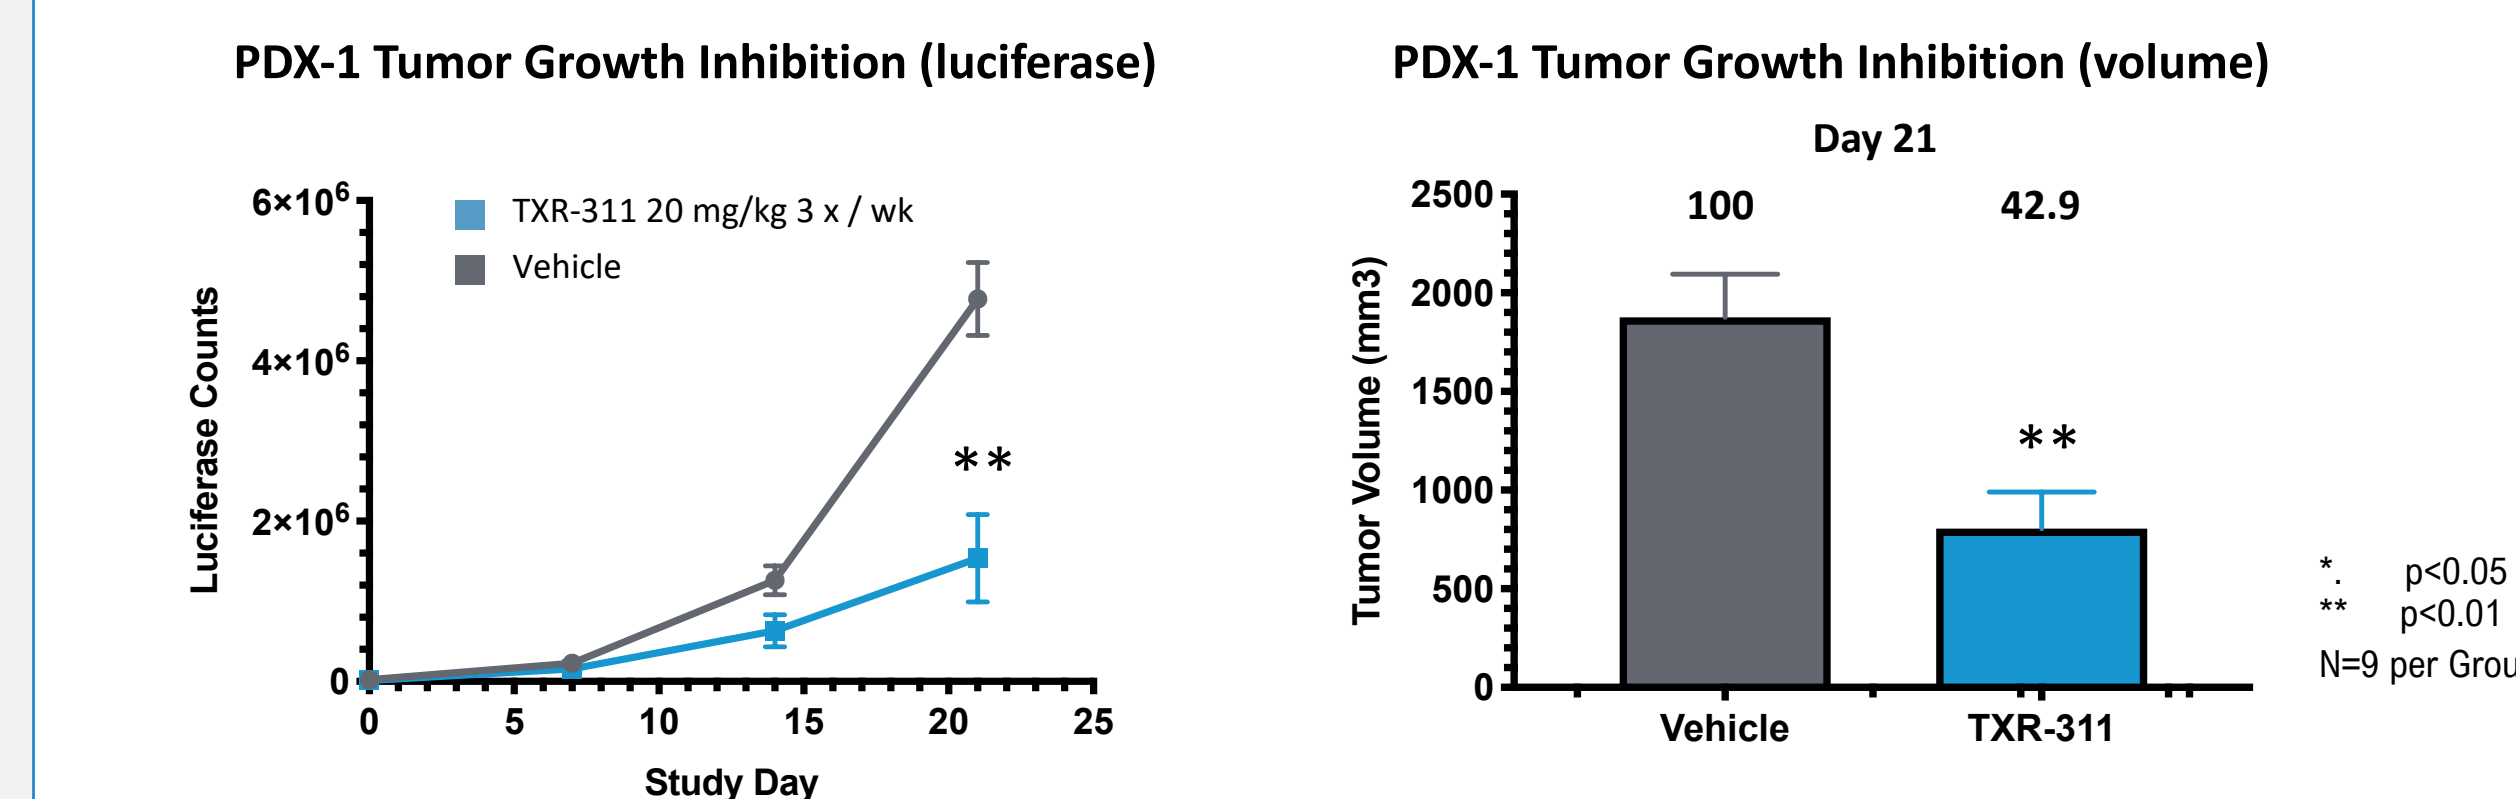 PDX-1 Tumor Growth Inhibition (luciferase)
6×10⁶
4×10⁶
2×10⁶
0
Luciferase Counts
TXR-311 20 mg/kg 3 x / wk
Vehicle
**
0 5 10 15 20 25
Study Day
PDX-1 Tumor Growth Inhibition (volume)
Day 21
2500
2000
1500
1000
500
0
Tumor Volume (mm3)
100 42.9
**
Vehicle TXR-311
*. p<0.05
** p<0.01
N=9 per Grou